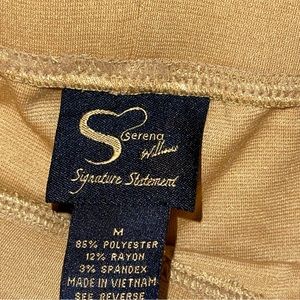 Serena
Williams
Signature Statement
M
85% POLYESTER
12% RAYON
3% SPANDEX
MADE IN VIETNAM
SEE REVERSE